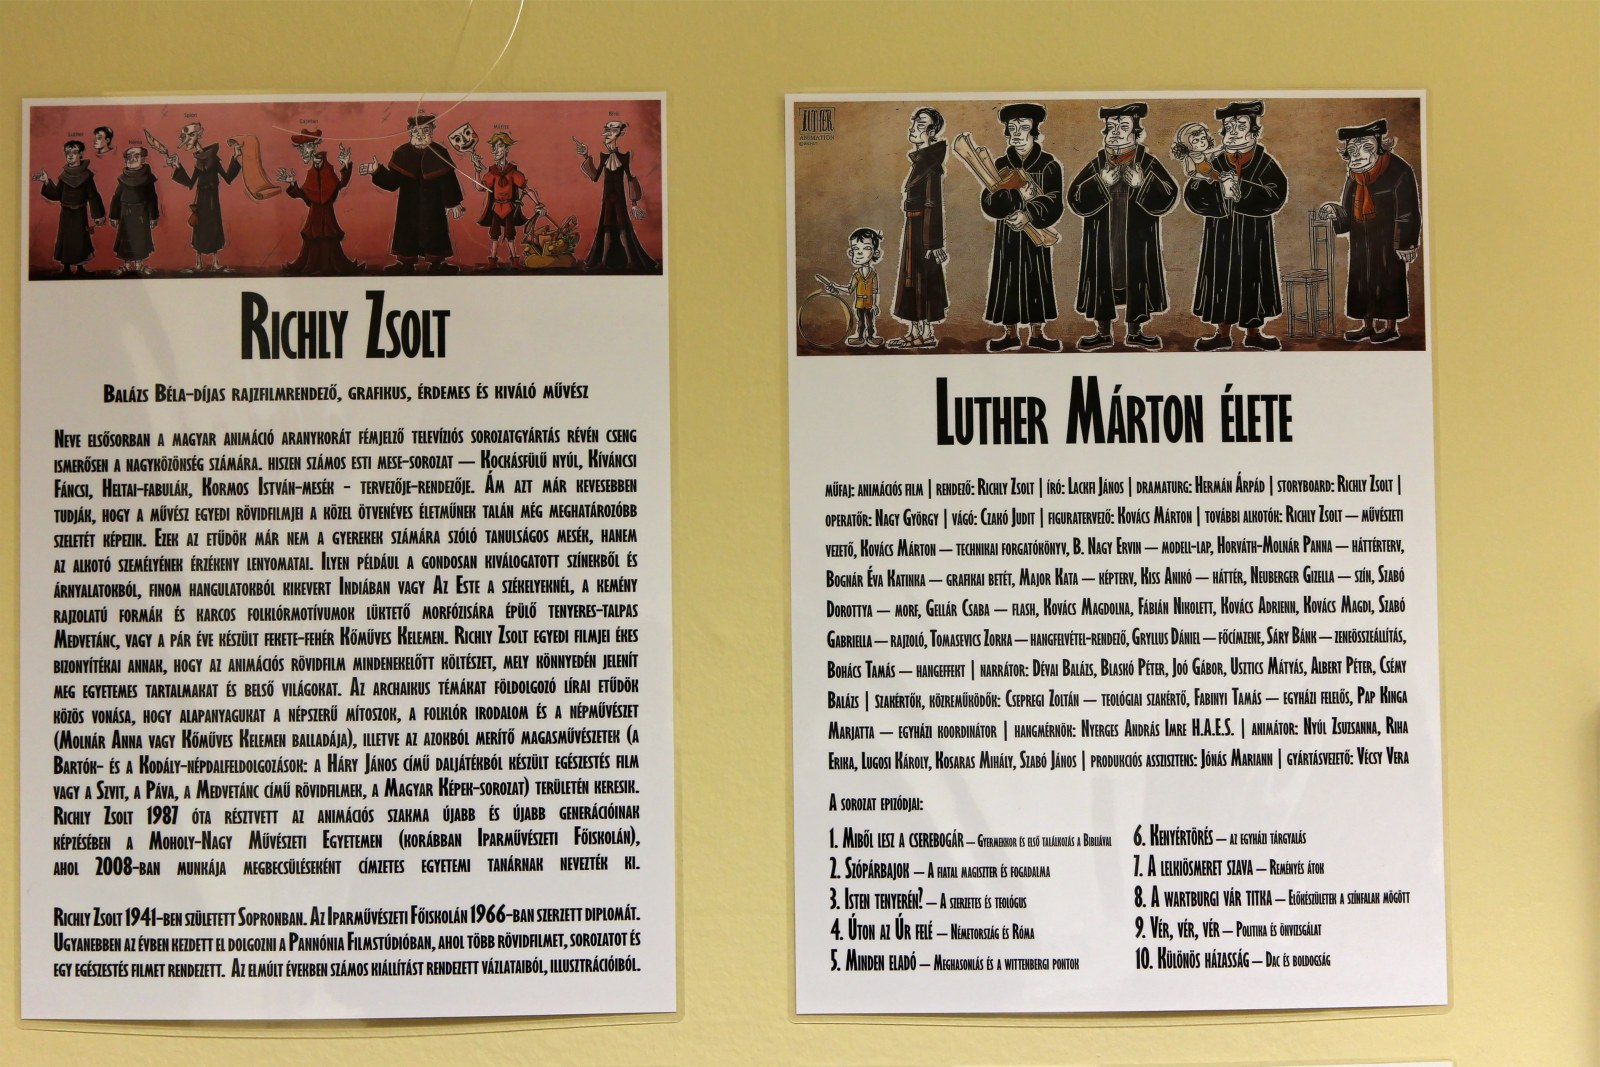 Luther
Spion
Cajetan
Eck
Miltitz
RICHLY ZSOLT
BALÁZS BÉLA-DÍJAS RAJZFILMRENDEZŐ, GRAFIKUS, ÉRDEMES ÉS KIVÁLÓ MŰVÉSZ
NEVE ELSŐSORBAN A MAGYAR ANIMÁCIÓ ARANYKORÁT FÉMJELZŐ TELEVÍZIÓS SOROZATGYÁRTÁS RÉVÉN CSENG
ISMERŐSEN A NAGYKÖZÖNSÉG SZÁMÁRA. HISZEN SZÁMOS ESTI MESE-SOROZAT — KOCKÁSFÜLŰ NYÚL, KÍVÁNCSI
FÁNCSI, HELTAI-FABULÁK, KORMOS ISTVÁN-MESÉK - TERVEZŐJE-RENDEZŐJE. ÁM AZT MÁR KEVESEBBEN
TUDJÁK, HOGY A MŰVÉSZ EGYEDI RÖVIDFILMJEI A KÖZEL ÖTVENÉVES ÉLETMŰNEK TALÁN MÉG MEGHATÁROZÓBB
SZELETÉT KÉPEZIK. EZEK AZ ETŰDÖK MÁR NEM A GYEREKEK SZÁMÁRA SZÓLÓ TANULSÁGOS MESÉK, HANEM
AZ ALKOTÓ SZEMÉLYÉNEK ÉRZÉKENY LENYOMATAI. ILYEN PÉLDÁUL A GONDOSAN KIVÁLOGATOTT SZÍNEKBŐL ÉS
ÁRNYALATOKBÓL, FINOM HANGULATOKBÓL KIKEVERT INDIÁBAN VAGY AZ ESTE A SZÉKELYEKNÉL, A KEMÉNY
RAJZOLATÚ FORMÁK ÉS KARCOS FOLKLÓRMOTÍVUMOK LÜKTETŐ MORFÓZISÁRA ÉPÜLŐ TENYERES-TALPAS
MEDVETÁNC, VAGY A PÁR ÉVE KÉSZÜLT FEKETE-FEHÉR KŐMŰVES KELEMEN. RICHLY ZSOLT EGYEDI FILMJEI ÉKES
BIZONYÍTÉKAI ANNAK, HOGY AZ ANIMÁCIÓS RÖVIDFILM MINDENEKELŐTT KÖLTÉSZET, MELY KÖNNYEDÉN JELENÍT
MEG EGYETEMES TARTALMAKAT ÉS BELSŐ VILÁGOKAT. AZ ARCHAIKUS TÉMÁKAT FÖLDOLGOZÓ LÍRAI ETŰDÖK
KÖZÖS VONÁSA, HOGY ALAPANYAGUKAT A NÉPSZERŰ MÍTOSZOK, A FOLKLÓR IRODALOM ÉS A NÉPMŰVÉSZET
(MOLNÁR ANNA VAGY KŐMŰVES KELEMEN BALLADÁJA), ILLETVE AZ AZOKBÓL MERÍTŐ MAGASMŰVÉSZETEK (A
BARTÓK- ÉS A KODÁLY-NÉPDALFELDOLGOZÁSOK: A HÁRY JÁNOS CÍMŰ DALJÁTÉKBÓL KÉSZÜLT EGÉSZESTÉS FILM
VAGY A SZVIT, A PÁVA, A MEDVETÁNC CÍMŰ RÖVIDFILMEK, A MAGYAR KÉPEK-SOROZAT) TERÜLETÉN KERESIK.
RICHLY ZSOLT 1987 ÓTA RÉSZTVETT AZ ANIMÁCIÓS SZAKMA ÚJABB ÉS ÚJABB GENERÁCIÓINAK
KÉPZÉSÉBEN A MOHOLY-NAGY MŰVÉSZETI EGYETEMEN (KORÁBBAN IPARMŰVÉSZETI FŐISKOLÁN),
AHOL 2008-BAN MUNKÁJA MEGBECSÜLÉSEKÉNT CÍMZETES EGYETEMI TANÁRNAK NEVEZTÉK KI.
RICHLY ZSOLT 1941-BEN SZÜLETETT SOPRONBAN. AZ IPARMŰVÉSZETI FŐISKOLÁN 1966-BAN SZERZETT DIPLOMÁT.
UGYANEBBEN AZ ÉVBEN KEZDETT EL DOLGOZNI A PANNÓNIA FILMSTÚDIÓBAN, AHOL TÖBB RÖVIDFILMET, SOROZATOT ÉS
EGY EGÉSZESTÉS FILMET RENDEZETT. AZ ELMÚLT ÉVEKBEN SZÁMOS KIÁLLÍTÁST RENDEZETT VÁZLATAIBÓL, ILLUSZTRÁCIÓIBÓL.
LUTHER
ANIMATION
LUTHER MÁRTON ÉLETE
MŰFAJ: ANIMÁCIÓS FILM | RENDEZŐ: RICHLY ZSOLT | ÍRÓ: LACKFI JÁNOS | DRAMATURG: HERMÁN ÁRPÁD | STORYBOARD: RICHLY ZSOLT |
OPERATŐR: NAGY GYÖRGY | VÁGÓ: CZAKÓ JUDIT | FIGURATERVEZŐ: KOVÁCS MÁRTON | TOVÁBBI ALKOTÓK: RICHLY ZSOLT — MŰVÉSZETI
VEZETŐ, KOVÁCS MÁRTON — TECHNIKAI FORGATÓKÖNYV, B. NAGY ERVIN — MODELL-LAP, HORVÁTH-MOLNÁR PANNA — HÁTTÉRTERV,
BOGNÁR ÉVA KATINKA — GRAFIKAI BETÉT, MAJOR KATA — KÉPTERV, KISS ANIKÓ — HÁTTÉR, NEUBERGER GIZELLA — SZÍN, SZABÓ
DOROTTYA — MORF, GELLÁR CSABA — FLASH, KOVÁCS MAGDOLNA, FÁBIÁN NIKOLETT, KOVÁCS ADRIENN, KOVÁCS MAGDI, SZABÓ
GABRIELLA — RAJZOLÓ, TOMASEVICS ZORKA — HANGFELVÉTEL-RENDEZŐ, GRYLLUS DÁNIEL — FŐCÍMZENE, SÁRY BÁNK — ZENEÖSSZEÁLLÍTÁS,
BOHÁCS TAMÁS — HANGEFFEKT | NARRÁTOR: DÉVAI BALÁZS, BLASKÓ PÉTER, JOÓ GÁBOR, USZTICS MÁTYÁS, ALBERT PÉTER, CSÉMY
BALÁZS | SZAKÉRTŐK, KÖZREMŰKÖDŐK: CSEPREGI ZOLTÁN — TEOLÓGIAI SZAKÉRTŐ, FABINYI TAMÁS — EGYHÁZI FELELŐS, PAP KINGA
MARJATTA — EGYHÁZI KOORDINÁTOR | HANGMÉRNÖK: NYERGES ANDRÁS IMRE H.A.E.S. | ANIMÁTOR: NYÚL ZSUZSANNA, RIHA
ERIKA, LUGOSI KÁROLY, KOSARAS MIHÁLY, SZABÓ JÁNOS | PRODUKCIÓS ASSZISZTENS: JÓNÁS MARIANN | GYÁRTÁSVEZETŐ: VÉCSY VERA
A SOROZAT EPIZÓDJAI:
1. MIBŐL LESZ A CSEREBOGÁR — GYERMEKKOR ÉS ELSŐ TALÁLKOZÁS A BIBLIÁVAL
2. SZÓPÁRBAJOK — A FIATAL MAGISZTER ÉS FOGADALMA
3. ISTEN TENYERÉN? — A SZERZETES ÉS TEOLÓGUS
4. ÚTON AZ ÚR FELÉ — NÉMETORSZÁG ÉS RÓMA
5. MINDEN ELADÓ — MEGHASONLÁS ÉS A WITTENBERGI PONTOK
6. KENYÉRTÖRÉS — AZ EGYHÁZI TÁRGYALÁS
7. A LELKIÖSMERET SZAVA — REMÉNYÉS ÁTOK
8. A WARTBURGI VÁR TITKA — ELŐKÉSZÜLETEK A SZÍNFALAK MÖGÖTT
9. VÉR, VÉR, VÉR — POLITIKA ÉS ÖNVIZSGÁLAT
10. KÜLÖNÖS HÁZASSÁG — DAC ÉS BOLDOGSÁG